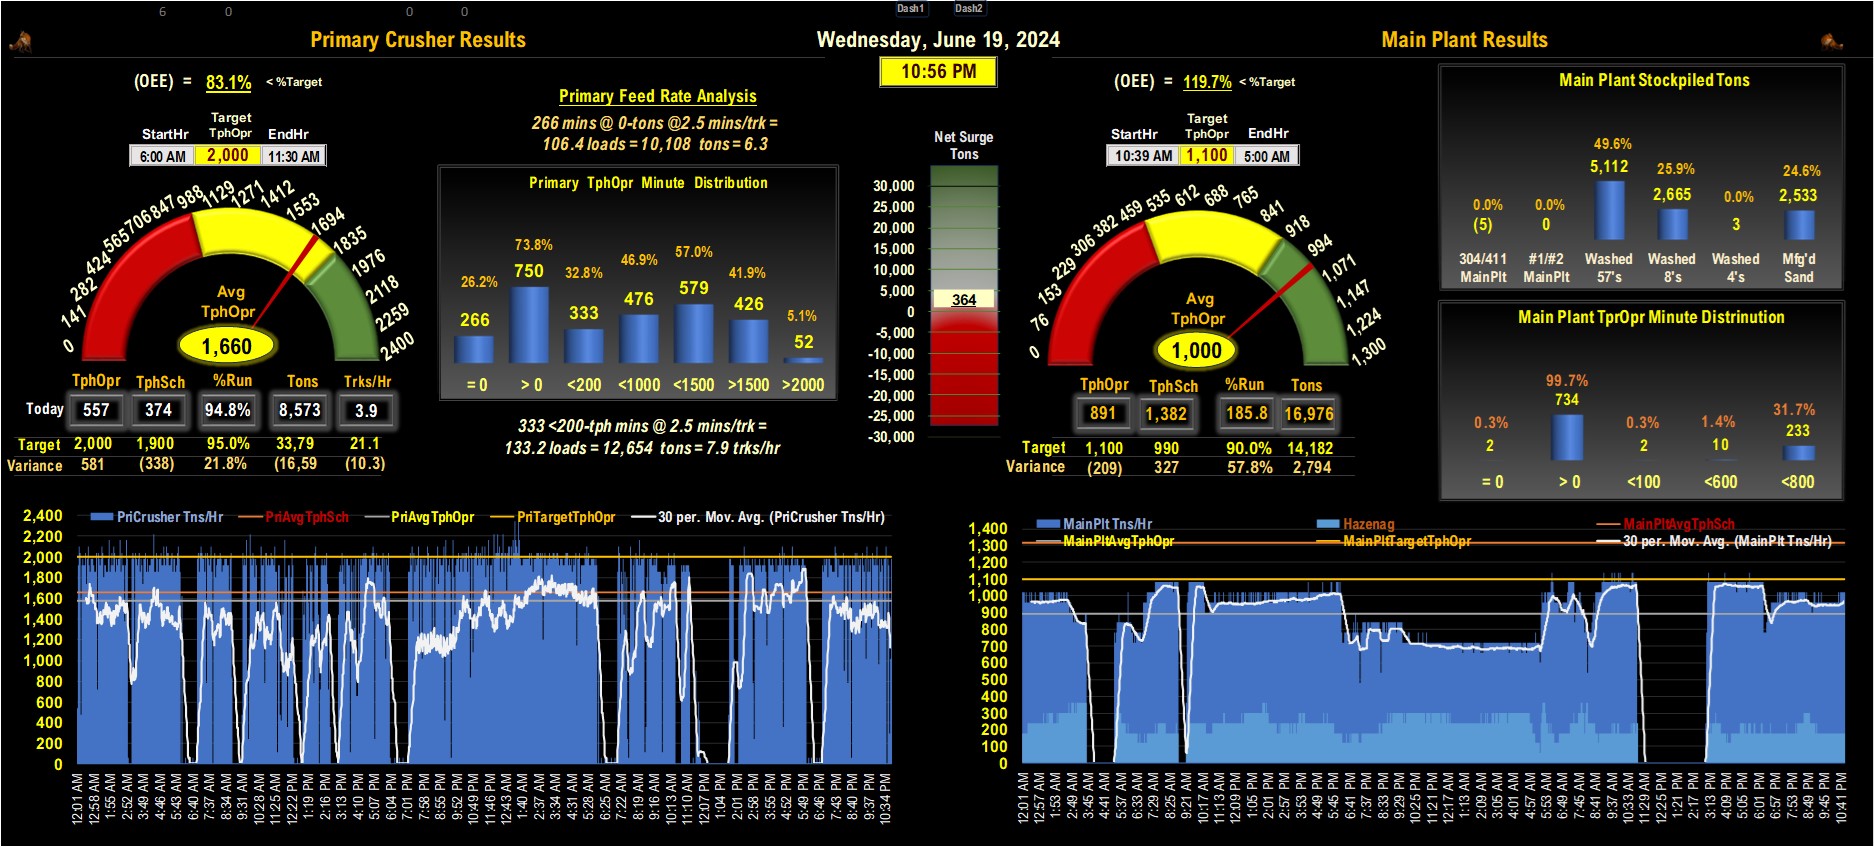 6 0 0 0 Dash1 Dash2
Primary Crusher Results
Wednesday, June 19, 2024
Main Plant Results
10:56 PM
(OEE) = 83.1% < %Target
Target
StartHr TphOpr EndHr
6:00 AM 2,000 11:30 AM
0 141 282 424 565 706 847 988 1129 1271 1412 1553 1694 1835 1976 2118 2259 2400
Avg
TphOpr
1,660
TphOpr TphSch %Run Tons Trks/Hr
Today 557 374 94.8% 8,573 3.9
Target 2,000 1,900 95.0% 33,79 21.1
Variance 581 (338) 21.8% (16,59 (10.3)
Primary Feed Rate Analysis
266 mins @ 0-tons @2.5 mins/trk =
106.4 loads = 10,108 tons = 6.3
Primary TphOpr Minute Distribution
26.2% 73.8% 32.8% 46.9% 57.0% 41.9% 5.1%
266 750 333 476 579 426 52
= 0 > 0 <200 <1000 <1500 >1500 >2000
333 <200-tph mins @ 2.5 mins/trk =
133.2 loads = 12,654 tons = 7.9 trks/hr
Net Surge
Tons
30,000
25,000
20,000
15,000
10,000
5,000
364
0
-5,000
-10,000
-15,000
-20,000
-25,000
-30,000
(OEE) = 119.7% < %Target
Target
StartHr TphOpr EndHr
10:39 AM 1,100 5:00 AM
0 76 153 229 306 382 459 535 612 688 765 841 918 994 1,071 1,147 1,224 1,300
Avg
TphOpr
1,000
TphOpr TphSch %Run Tons
891 1,382 185.8 16,976
Target 1,100 990 90.0% 14,182
Variance (209) 327 57.8% 2,794
Main Plant Stockpiled Tons
0.0% 0.0% 49.6% 25.9% 0.0% 24.6%
(5) 0 5,112 2,665 3 2,533
304/411 #1/#2 Washed Washed Washed Mfg'd
MainPlt MainPlt 57's 8's 4's Sand
Main Plant TprOpr Minute Distrinution
0.3% 99.7% 0.3% 1.4% 31.7%
2 734 2 10 233
= 0 > 0 <100 <600 <800
PriCrusher Tns/Hr PriAvgTphSch PriAvgTphOpr PriTargetTphOpr 30 per. Mov. Avg. (PriCrusher Tns/Hr)
2,400
2,200
2,000
1,800
1,600
1,400
1,200
1,000
800
600
400
200
0
12:01 AM 12:58 AM 1:55 AM 2:52 AM 3:49 AM 4:46 AM 5:43 AM 6:40 AM 7:37 AM 8:34 AM 9:31 AM 10:28 AM 11:25 AM 12:22 PM 1:19 PM 2:16 PM 3:13 PM 4:10 PM 5:07 PM 6:04 PM 7:01 PM 7:58 PM 8:55 PM 9:52 PM 10:49 PM 11:46 PM 12:43 AM 1:40 AM 2:37 AM 3:34 AM 4:31 AM 5:28 AM 6:25 AM 7:22 AM 8:19 AM 9:16 AM 10:13 AM 11:10 AM 12:07 PM 1:04 PM 2:01 PM 2:58 PM 3:55 PM 4:52 PM 5:49 PM 6:46 PM 7:43 PM 8:40 PM 9:37 PM 10:34 PM
MainPlt Tns/Hr Hazenag MainPltAvgTphSch
MainPltAvgTphOpr MainPltTargetTphOpr 30 per. Mov. Avg. (MainPlt Tns/Hr)
1,400
1,300
1,200
1,100
1,000
900
800
700
600
500
400
300
200
100
0
12:01 AM 12:57 AM 1:53 AM 2:49 AM 3:45 AM 4:41 AM 5:37 AM 7:29 AM 8:25 AM 9:21 AM 10:17 AM 11:13 AM 12:09 PM 1:05 PM 2:01 PM 2:57 PM 3:53 PM 4:49 PM 5:45 PM 6:41 PM 7:37 PM 8:33 PM 9:29 PM 10:25 PM 11:21 PM 12:17 AM 1:13 AM 2:09 AM 3:05 AM 4:01 AM 4:57 AM 5:53 AM 6:49 AM 7:45 AM 8:41 AM 9:37 AM 10:33 AM 11:29 AM 12:25 PM 1:21 PM 2:17 PM 3:13 PM 4:09 PM 5:05 PM 6:01 PM 6:57 PM 7:53 PM 8:49 PM 9:45 PM 10:41 PM